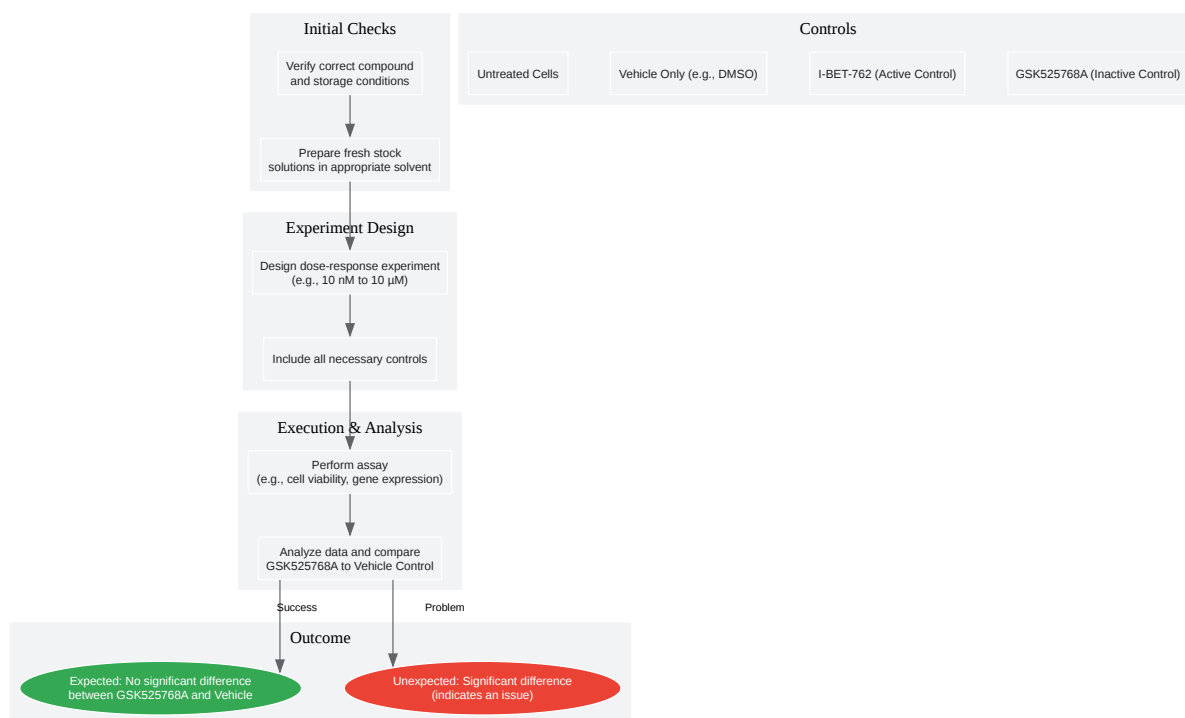 Initial Checks
Verify correct compound
and storage conditions
Prepare fresh stock
solutions in appropriate solvent
Controls
Untreated Cells
Vehicle Only (e.g., DMSO)
I-BET-762 (Active Control)
GSK525768A (Inactive Control)
Experiment Design
Design dose-response experiment
(e.g., 10 nM to 10 µM)
Include all necessary controls
Execution & Analysis
Perform assay
(e.g., cell viability, gene expression)
Analyze data and compare
GSK525768A to Vehicle Control
Success
Problem
Outcome
Expected: No significant difference
between GSK525768A and Vehicle
Unexpected: Significant difference
(indicates an issue)